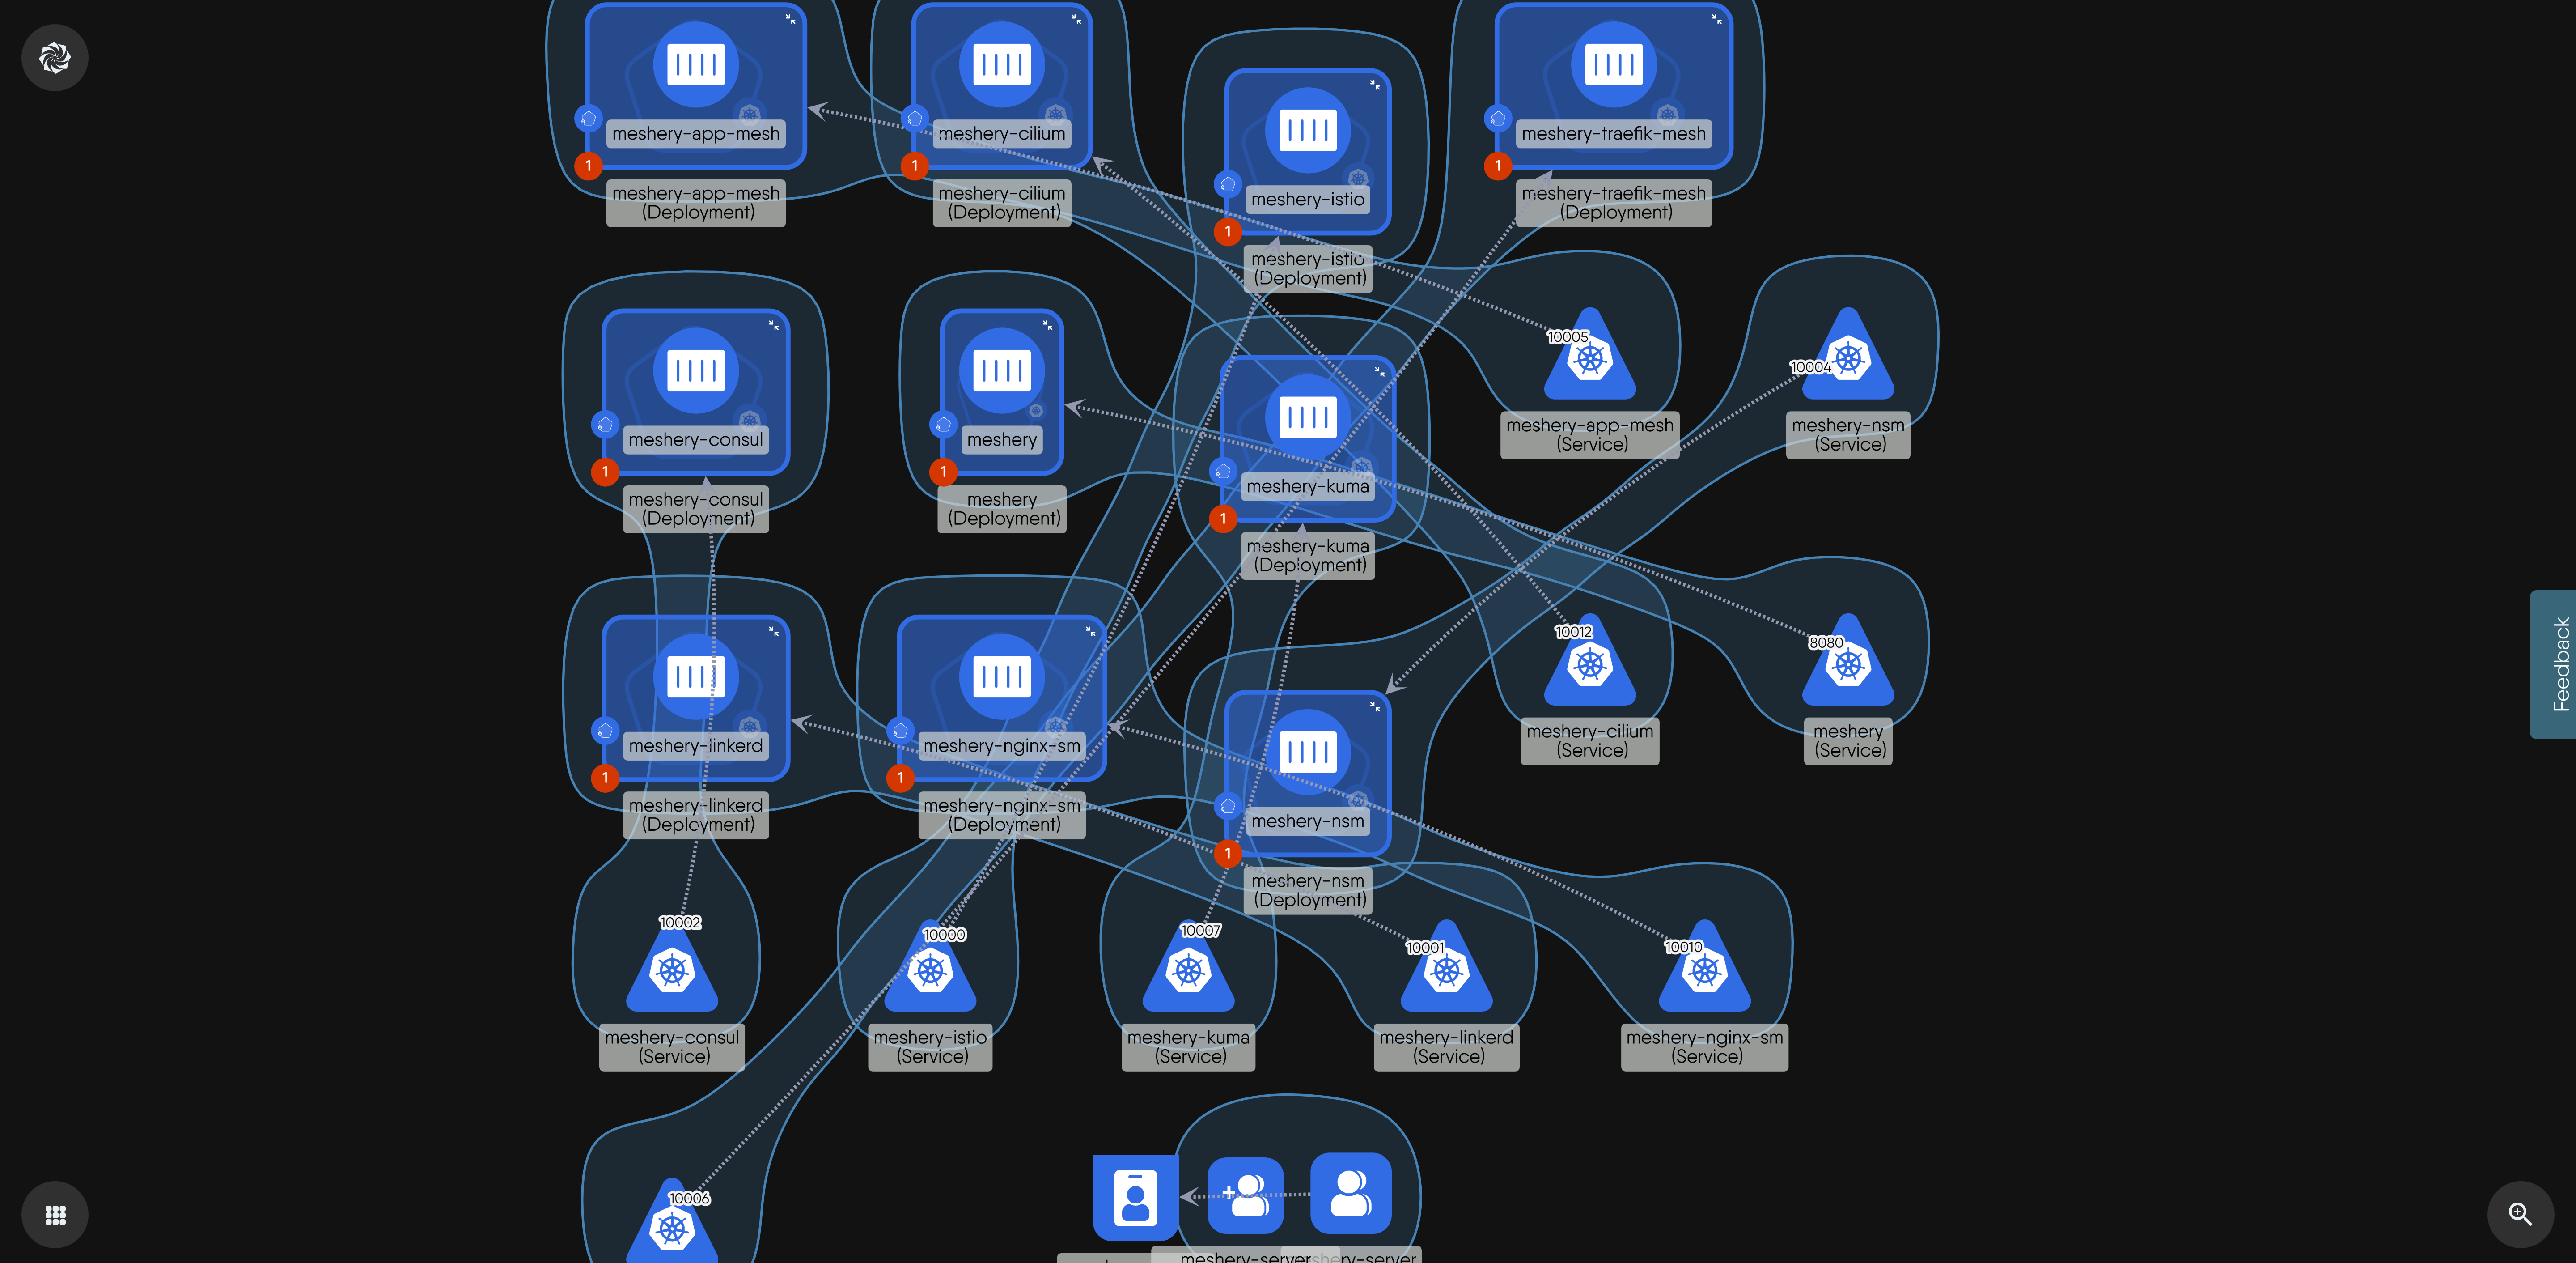 meshery-app-mesh
1
meshery-app-mesh
(Deployment)
meshery-cilium
1
meshery-cilium
(Deployment)
meshery-istio
1
meshery-istio
(Deployment)
meshery-traefik-mesh
1
meshery-traefik-mesh
(Deployment)
meshery-consul
1
meshery-consul
(Deployment)
meshery
1
meshery
(Deployment)
meshery-kuma
1
meshery-kuma
(Deployment)
10005
meshery-app-mesh
(Service)
10004
meshery-nsm
(Service)
meshery-linkerd
1
meshery-linkerd
(Deployment)
meshery-nginx-sm
1
meshery-nginx-sm
(Deployment)
meshery-nsm
1
meshery-nsm
(Deployment)
10012
meshery-cilium
(Service)
8080
meshery
(Service)
Feedback
10002
meshery-consul
(Service)
10000
meshery-istio
(Service)
10007
meshery-kuma
(Service)
10001
meshery-linkerd
(Service)
10010
meshery-nginx-sm
(Service)
10006
meshery-server